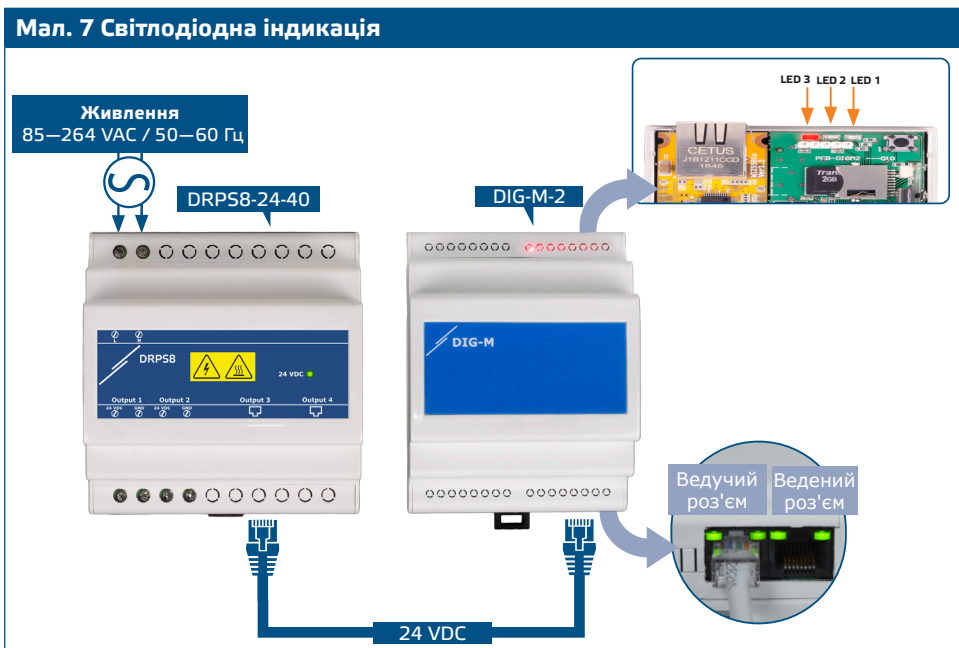 Мал. 7 Світлодіодна індикація
LED 3 LED 2 LED 1
CETUS
J1B1211CCD
1645
PCB-DIGM2
Trans
2GB
Живлення
85—264 VAC / 50—60 Гц
DRPS8-24-40
DIG-M-2
L N
DRPS8
24 VDC
Output 1 Output 2 Output 3 Output 4
24 VDC GND 24 VDC GND
DIG-M
Ведучий роз'єм
Ведений роз'єм
24 VDC